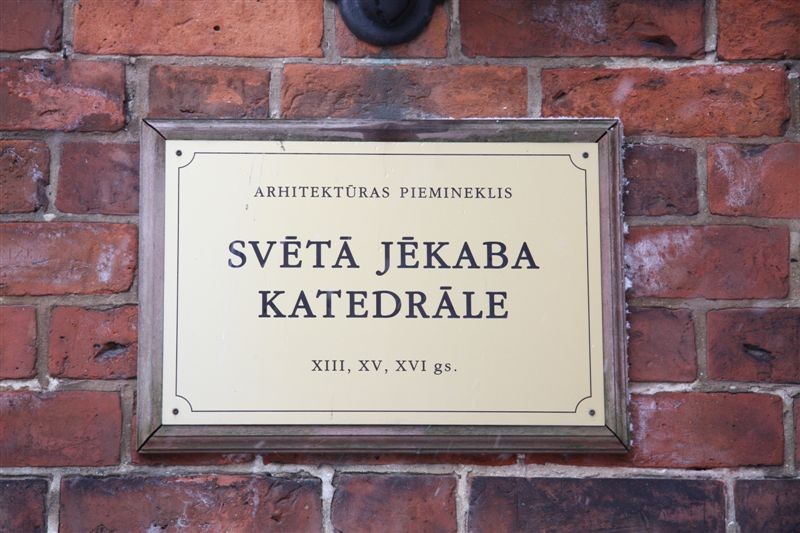 ARHITEKTŪRAS PIEMINEKLIS
SVĒTĀ JĒKABA
KATEDRĀLE
XIII, XV, XVI gs.